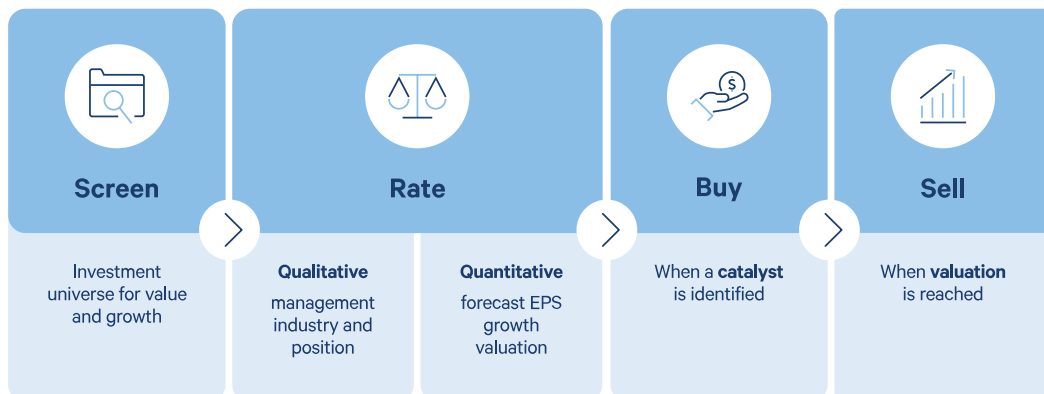 Screen
Investment
universe for value
and growth
Rate
Qualitative
management
industry and
position
Quantitative
forecast EPS
growth
valuation
$
Buy
When a catalyst
is identified
Sell
When valuation
is reached